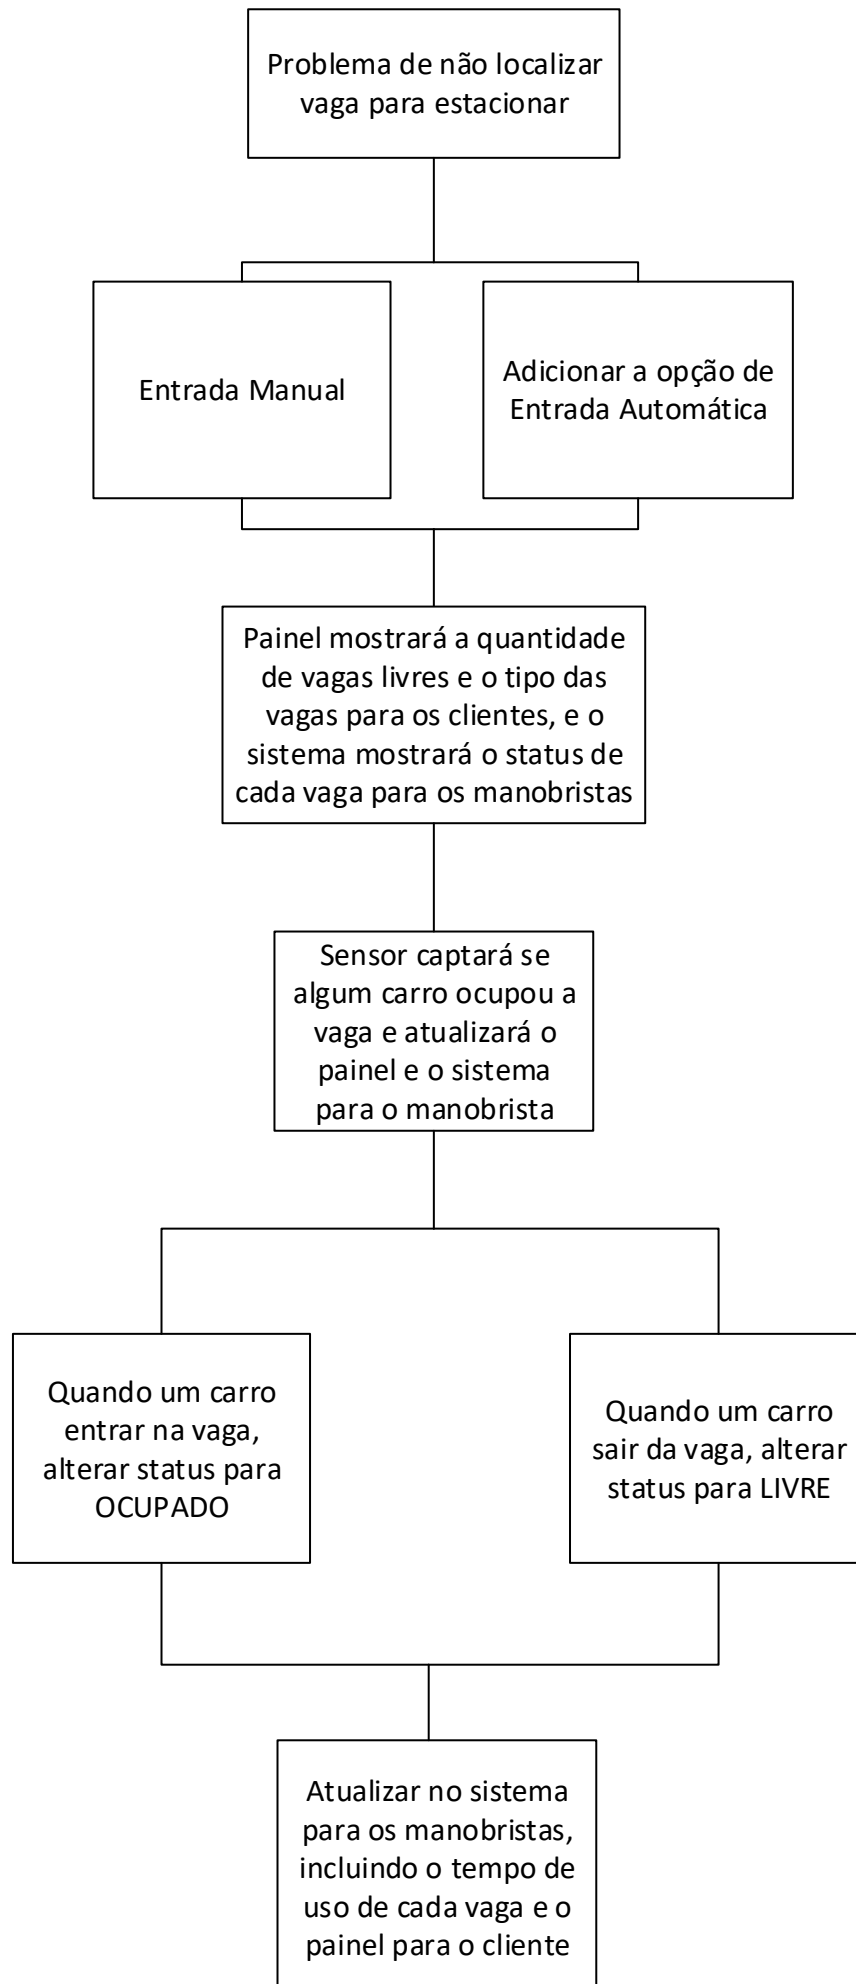 Problema de não localizar
vaga para estacionar
Entrada Manual
Adicionar a opção de
Entrada Automática
Painel mostrará a quantidade
de vagas livres e o tipo das
vagas para os clientes, e o
sistema mostrará o status de
cada vaga para os manobristas
Sensor captará se
algum carro ocupou a
vaga e atualizará o
painel e o sistema
para o manobrista
Quando um carro
entrar na vaga,
alterar status para
OCUPADO
Quando um carro
sair da vaga, alterar
status para LIVRE
Atualizar no sistema
para os manobristas,
incluindo o tempo de
uso de cada vaga e o
painel para o cliente